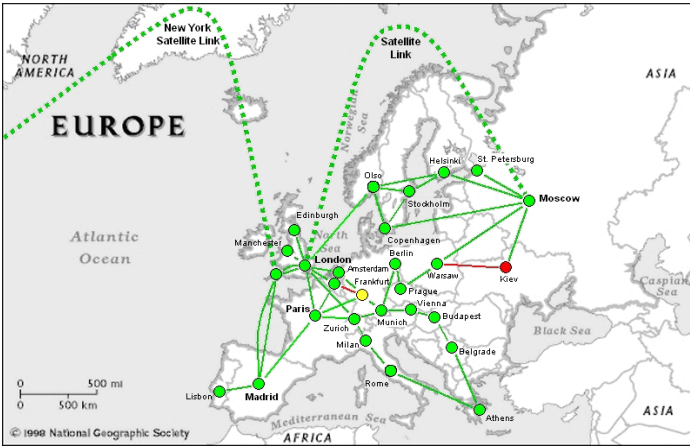 New York
Satellite Link
Satellite
Link
NORTH
AMERICA
ASIA
EUROPE
Norwegian
Sea
Helsinki
St. Petersburg
Olso
Stockholm
Moscow
Edinburgh
Atlantic
Ocean
Manchester
North
Sea
Copenhagen
Berlin
London
Amsterdam
Frankfurt
Warsaw
Kiev
Prague
Caspian
Sea
Paris
Vienna
Zurich
Munich
Budapest
Black Sea
Milan
Belgrade
0 500 mi
0 500 km
Rome
Lisbon
Madrid
Athens
ASIA
Mediterranean Sea
© 1998 National Geographic Society
AFRICA